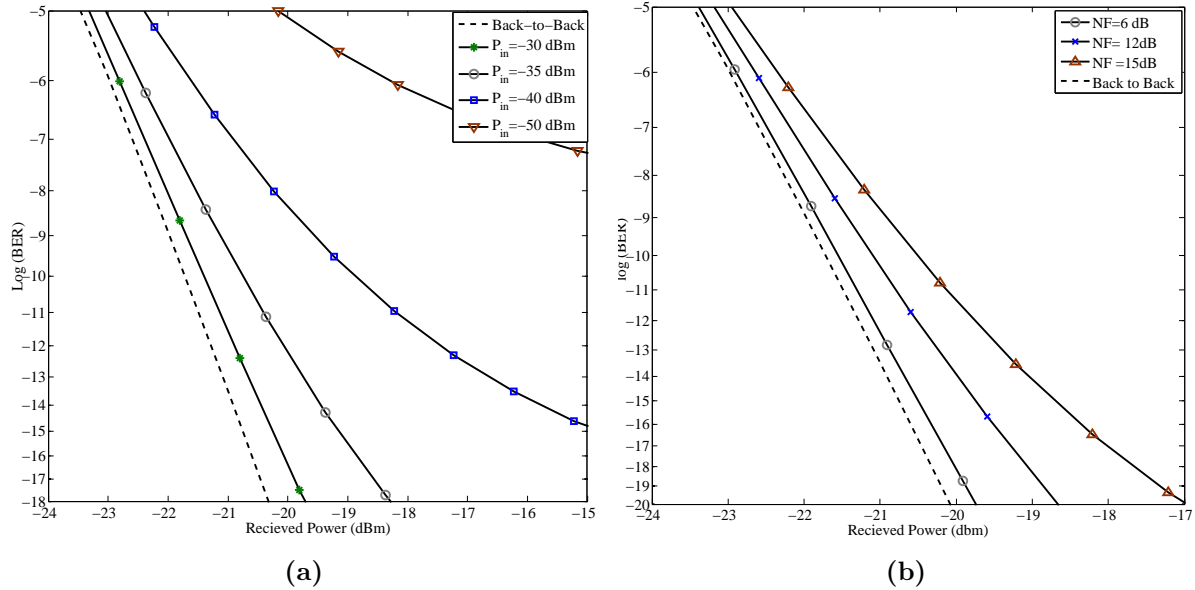 −5
−6
−7
−8
−9
−10
−11
−12
−13
−14
−15
−16
−17
−18
Log (BER)
−24 −23 −22 −21 −20 −19 −18 −17 −16 −15
Recieved Power (dBm)
Back−to−Back
P_in=−30 dBm
P_in=−35 dBm
P_in=−40 dBm
P_in=−50 dBm
(a)
−5
−6
−7
−8
−9
−10
−11
−12
−13
−14
−15
−16
−17
−18
−19
−20
log (BER)
−24 −23 −22 −21 −20 −19 −18 −17
Recieved Power (dbm)
NF=6 dB
NF= 12dB
NF =15dB
Back to Back
(b)